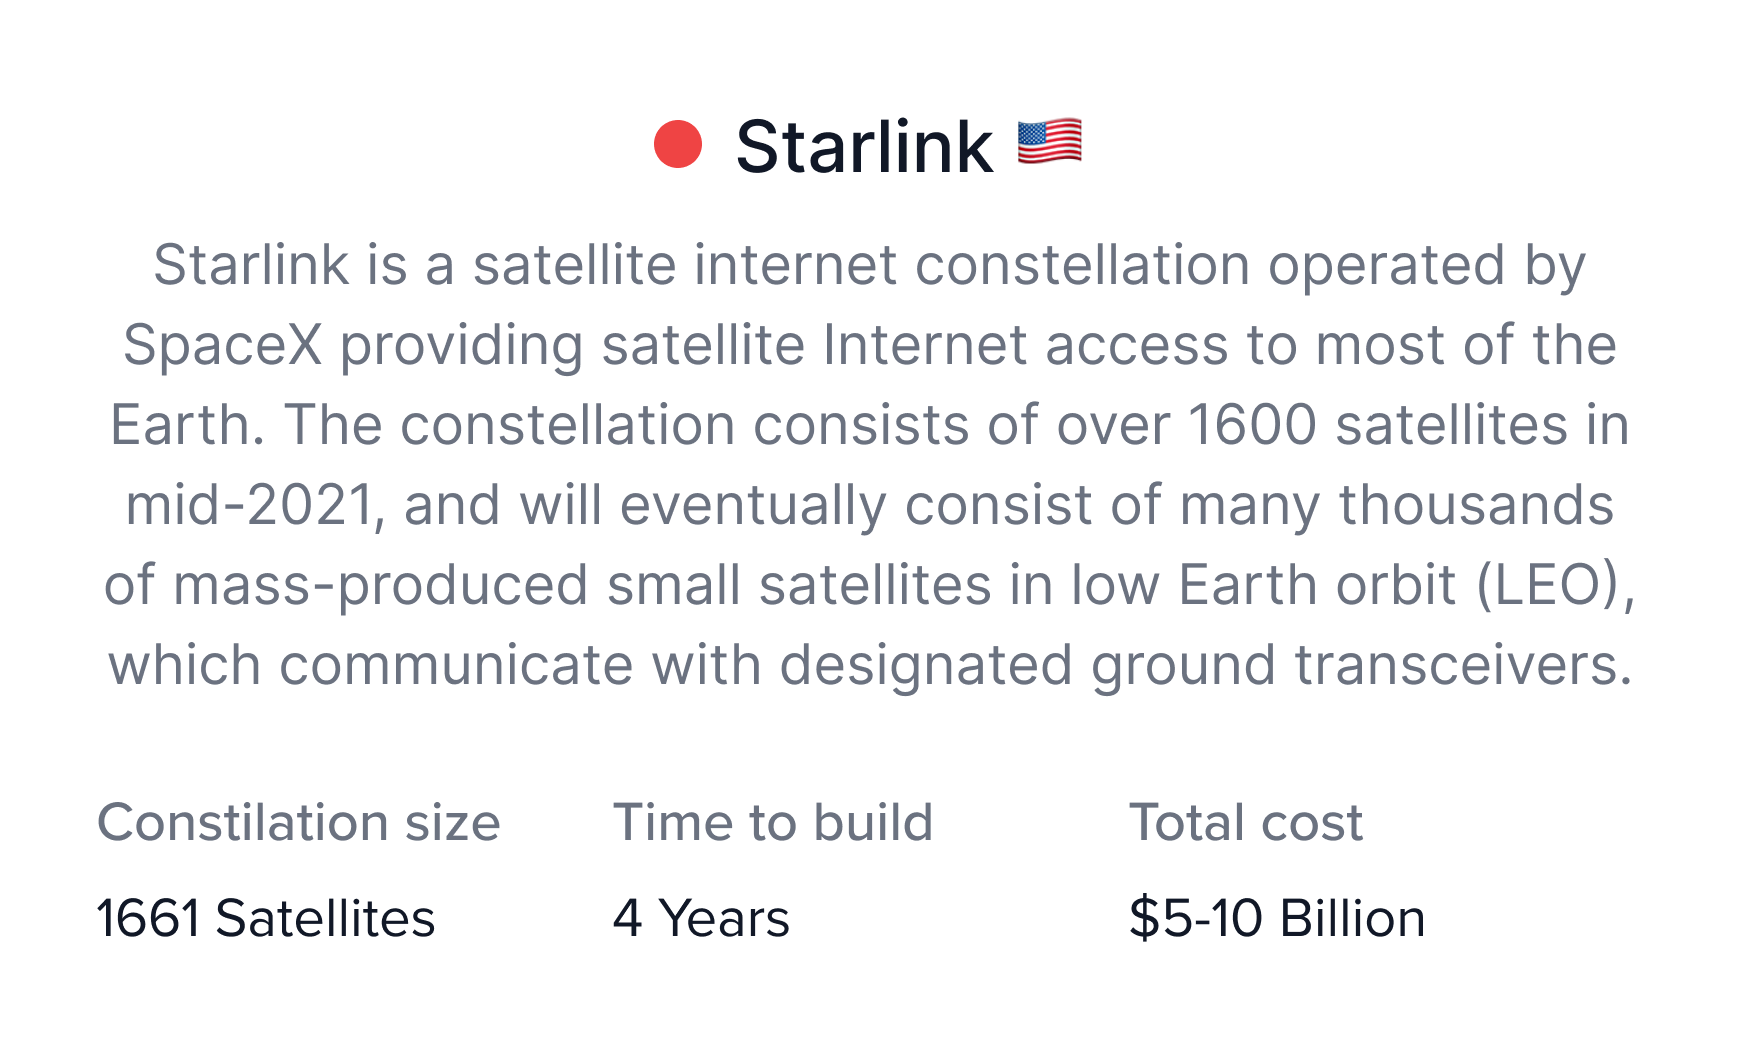 Starlink 🇺🇸
Starlink is a satellite internet constellation operated by
SpaceX providing satellite Internet access to most of the
Earth. The constellation consists of over 1600 satellites in
mid-2021, and will eventually consist of many thousands
of mass-produced small satellites in low Earth orbit (LEO),
which communicate with designated ground transceivers.
Constilation size
1661 Satellites
Time to build
4 Years
Total cost
$5-10 Billion